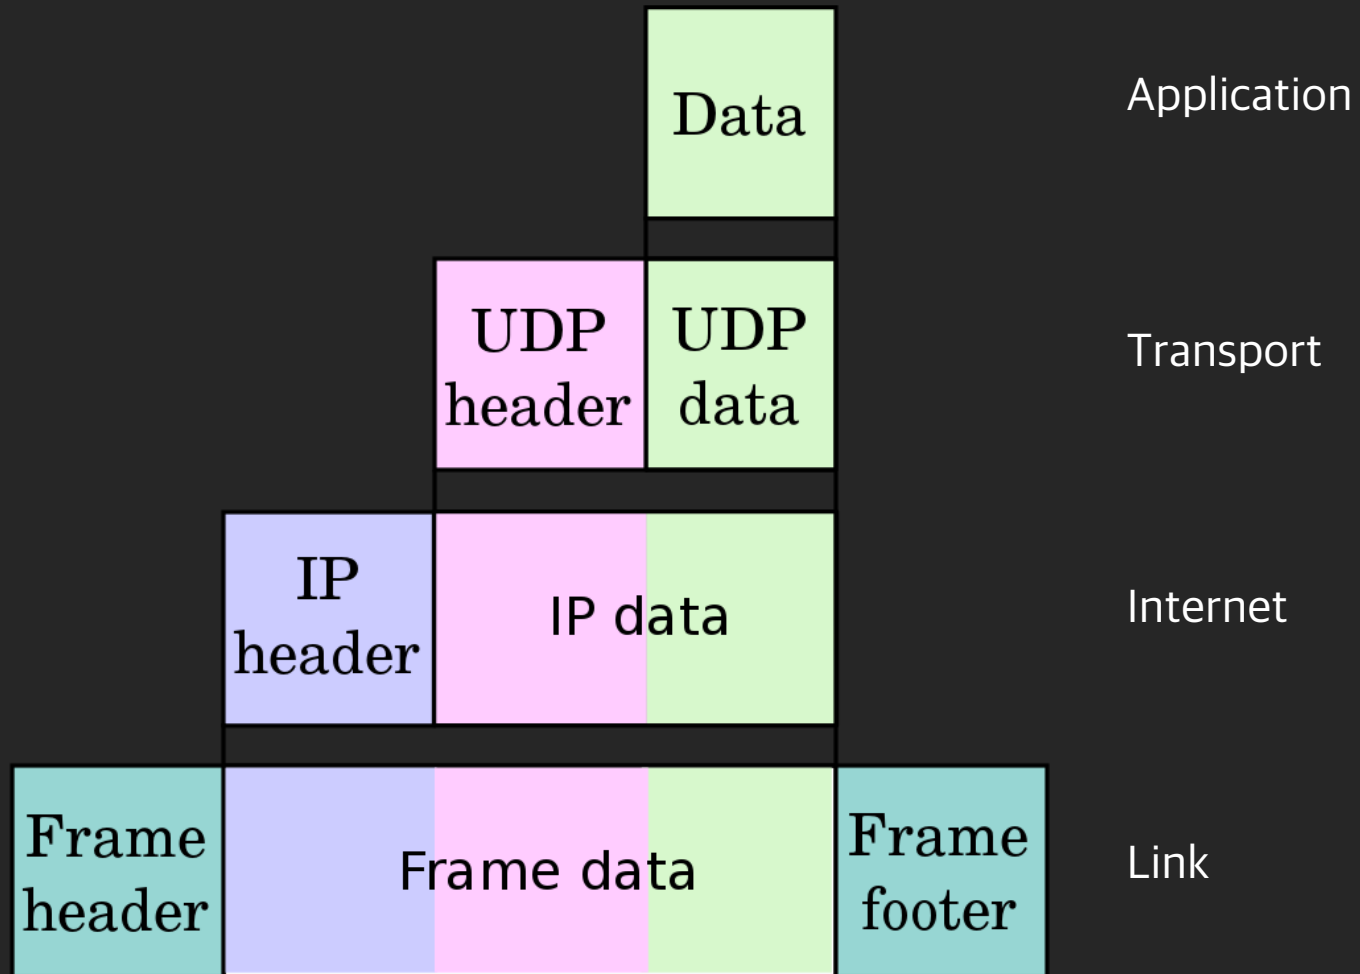 Data
Application
UDP
header
UDP
data
Transport
IP
header
IP data
Internet
Frame
header
Frame data
Frame
footer
Link